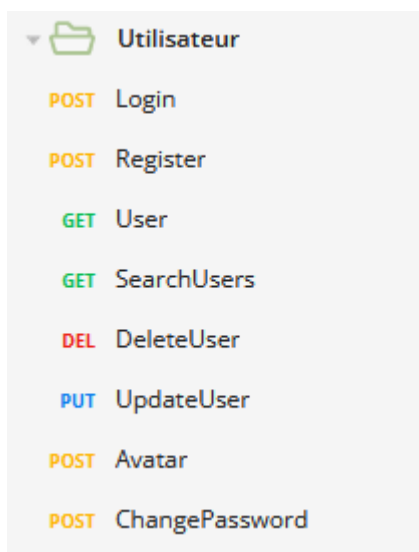 Utilisateur
POST Login
POST Register
GET User
GET SearchUsers
DEL DeleteUser
PUT UpdateUser
POST Avatar
POST ChangePassword